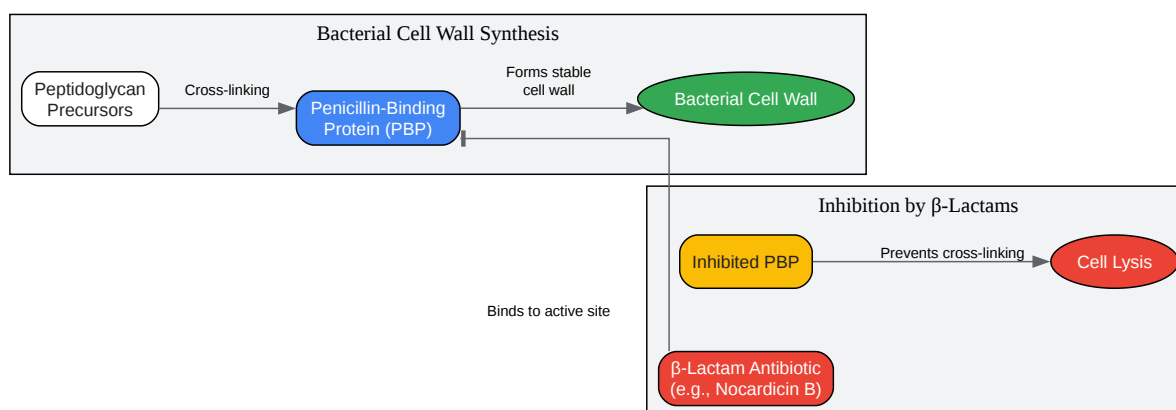 Bacterial Cell Wall Synthesis
Peptidoglycan
Precursors
Cross-linking
Penicillin-Binding
Protein (PBP)
Forms stable
cell wall
Bacterial Cell Wall
Inhibition by β-Lactams
Inhibited PBP
Prevents cross-linking
Cell Lysis
Binds to active site
β-Lactam Antibiotic
(e.g., Nocardicin B)